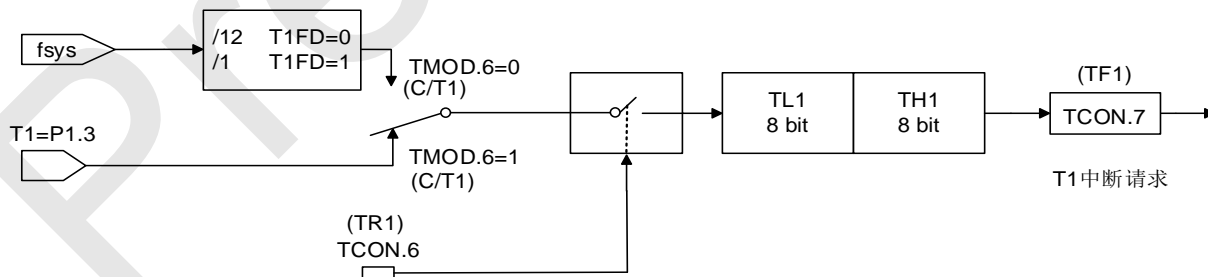 fsys
/12 T1FD=0
/1 T1FD=1
TMOD.6=0
(C/T1)
T1=P1.3
TMOD.6=1
(C/T1)
(TR1)
TCON.6
TL1
8 bit
TH1
8 bit
(TF1)
TCON.7
T1中断请求
Pre